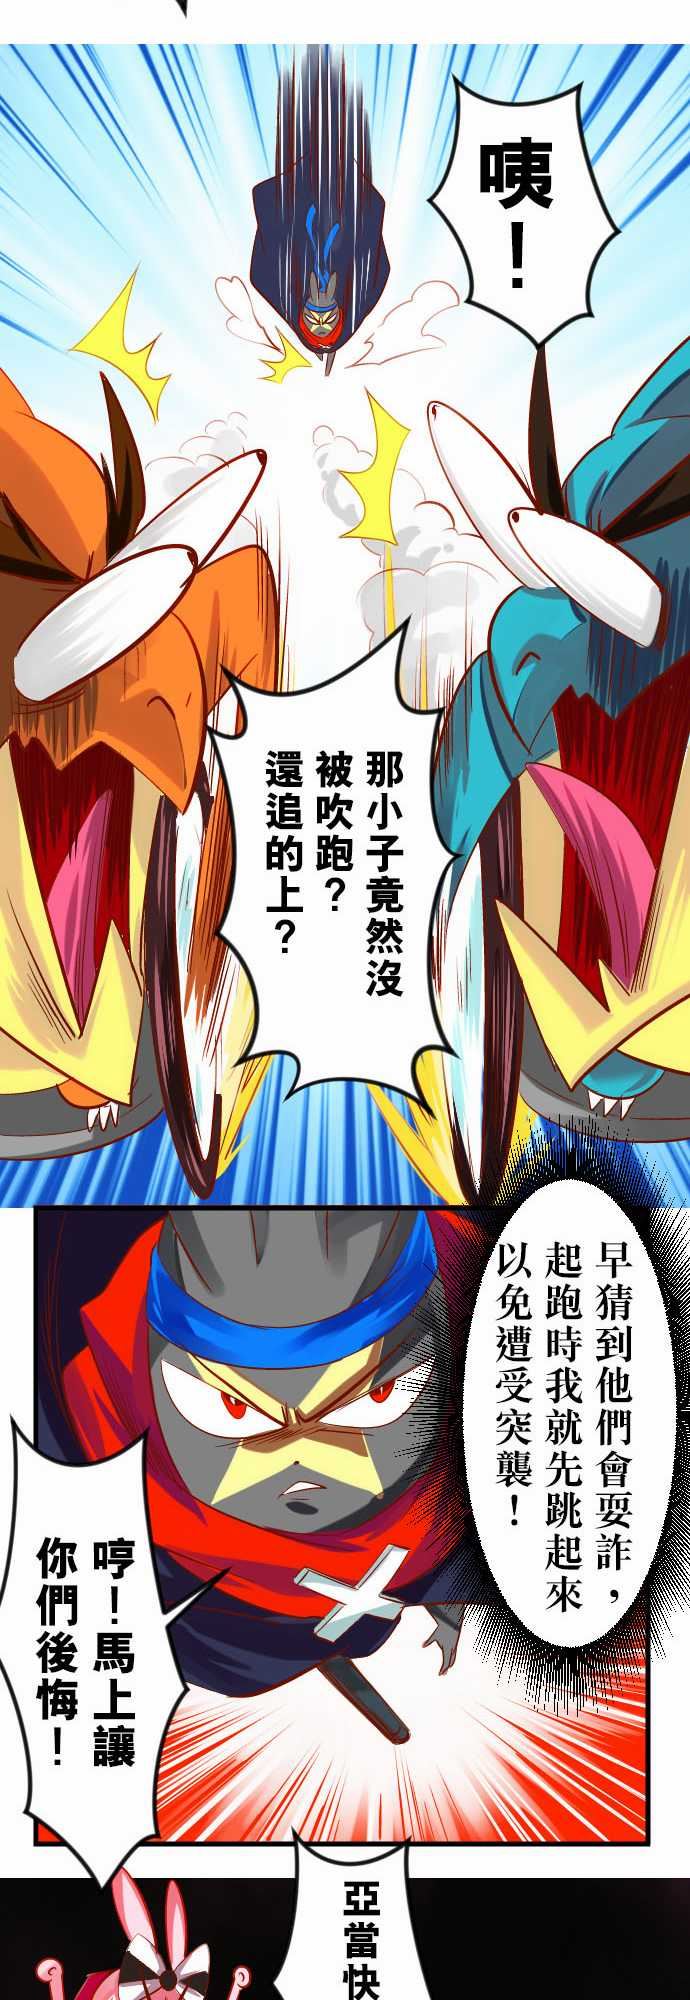 咦！
那小子竟然沒
被吹跑？
還追的上？
早猜到他們會耍詐，
起跑時我就先跳起來
以免遭受突襲！
哼！馬上讓
你們後悔！
亞當快